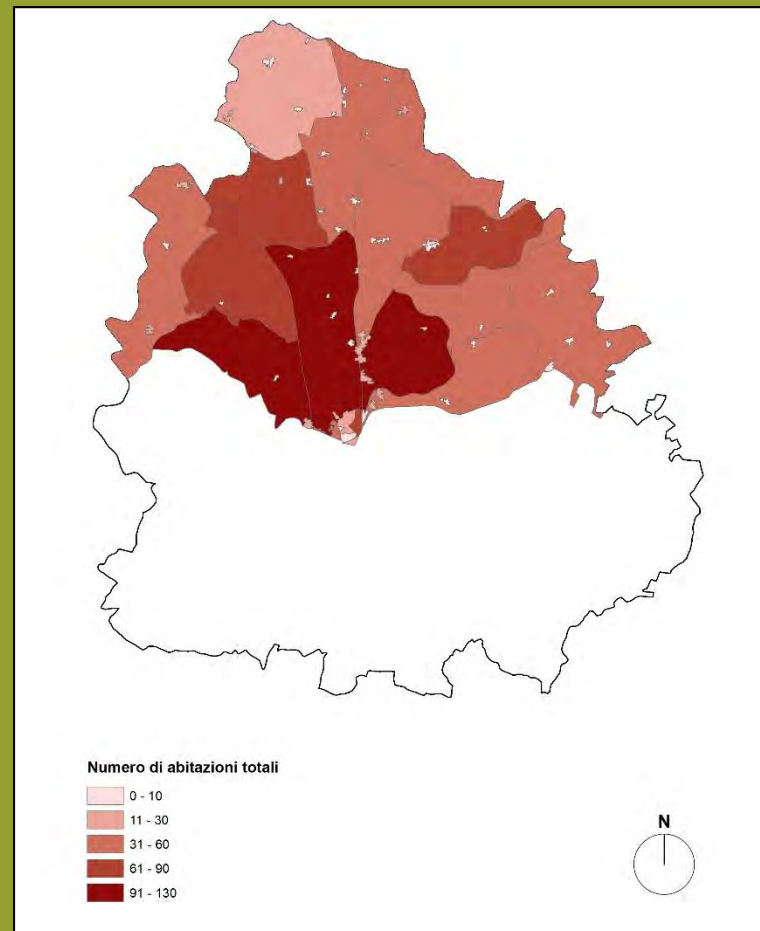 Numero di abitazioni totali
0 - 10
11 - 30
31 - 60
61 - 90
91 - 130
N